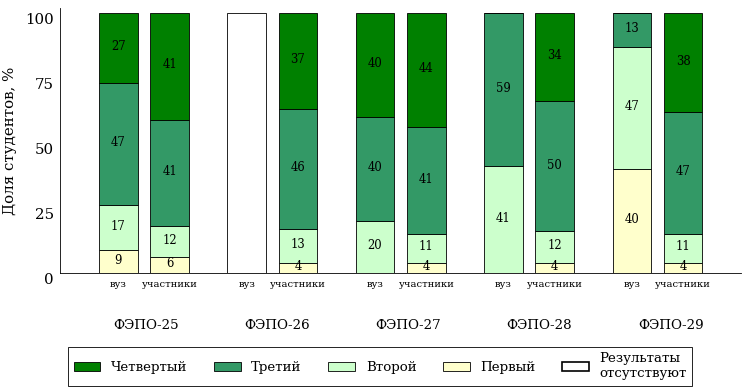 Доля студентов, %
100
75
50
25
0
27 41 37 40 44 59 34 13 38
47 41 46 40 41 41 50 47 47
17 12 13 20 11 12 40 11
9 6 4 4 4 4
вуз участники вуз участники вуз участники вуз участники вуз участники
ФЭПО-25 ФЭПО-26 ФЭПО-27 ФЭПО-28 ФЭПО-29
Четвертый Третий Второй Первый Результаты
отсутствуют